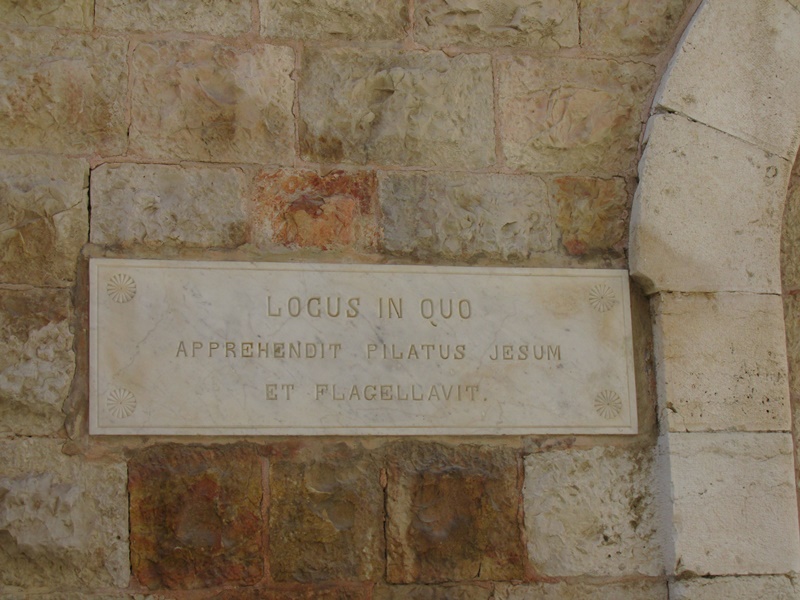 LOCUS IN QUO
APPREHENDIT PILATUS JESUM
ET FLAGELLAVIT.